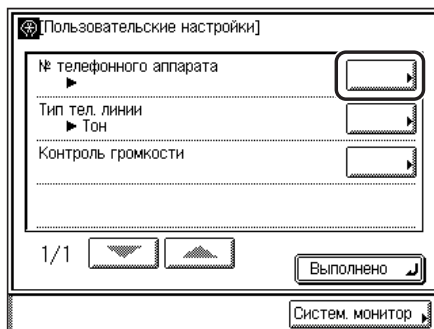 [Пользовательские настройки]
№ телефонного аппарата
▶
Тип тел. линии
▶ Тон
Контроль громкости
1/1
Выполнено
Систем. монитор